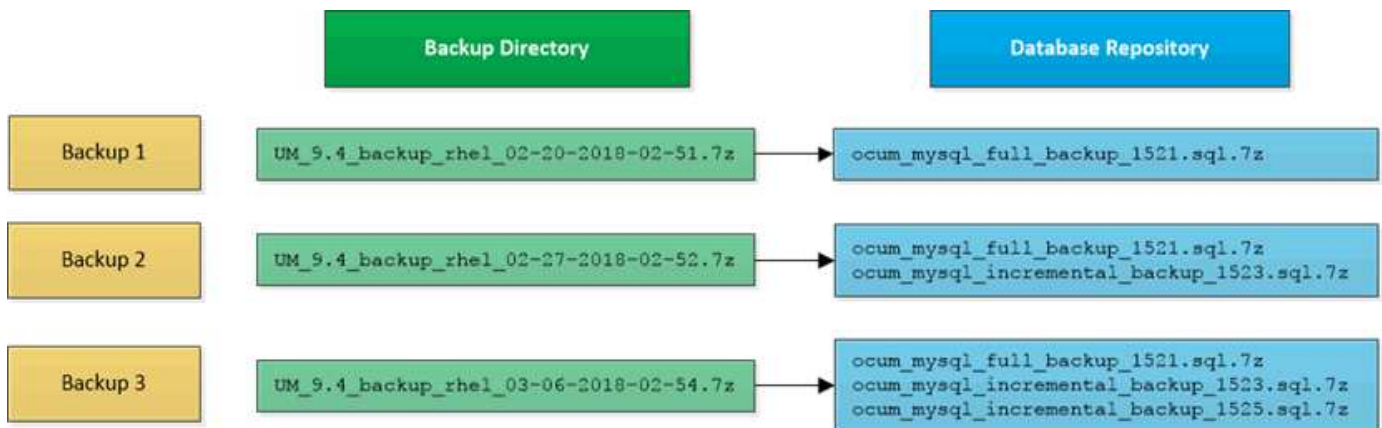 Backup Directory
Database Repository
Backup 1
UM_9.4_backup_rhel_02-20-2018-02-51.7z
ocum_mysql_full_backup_1521.sql.7z
Backup 2
UM_9.4_backup_rhel_02-27-2018-02-52.7z
ocum_mysql_full_backup_1521.sql.7z
ocum_mysql_incremental_backup_1523.sql.7z
Backup 3
UM_9.4_backup_rhel_03-06-2018-02-54.7z
ocum_mysql_full_backup_1521.sql.7z
ocum_mysql_incremental_backup_1523.sql.7z
ocum_mysql_incremental_backup_1525.sql.7z